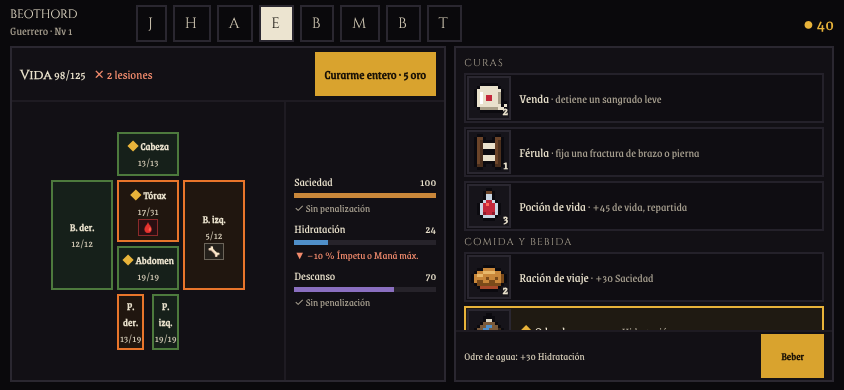 BEOTHORD
Guerrero · Nv 1
J H A E B M B T
40
VIDA 98/125 ✕ 2 lesiones
Curarme entero · 5 oro
Cabeza
13/13
B. der.
12/12
Tórax
17/31
B. izq.
5/12
Abdomen
19/19
P. der.
13/19
P. izq.
19/19
Saciedad 100
✓ Sin penalización
Hidratación 24
▼ −10 % Ímpetu o Maná máx.
Descanso 70
✓ Sin penalización
CURAS
2
Venda · detiene un sangrado leve
1
Férula · fija una fractura de brazo o pierna
3
Poción de vida · +45 de vida, repartida
COMIDA Y BEBIDA
2
Ración de viaje · +30 Saciedad
Odre de agua: +30 Hidratación
Beber